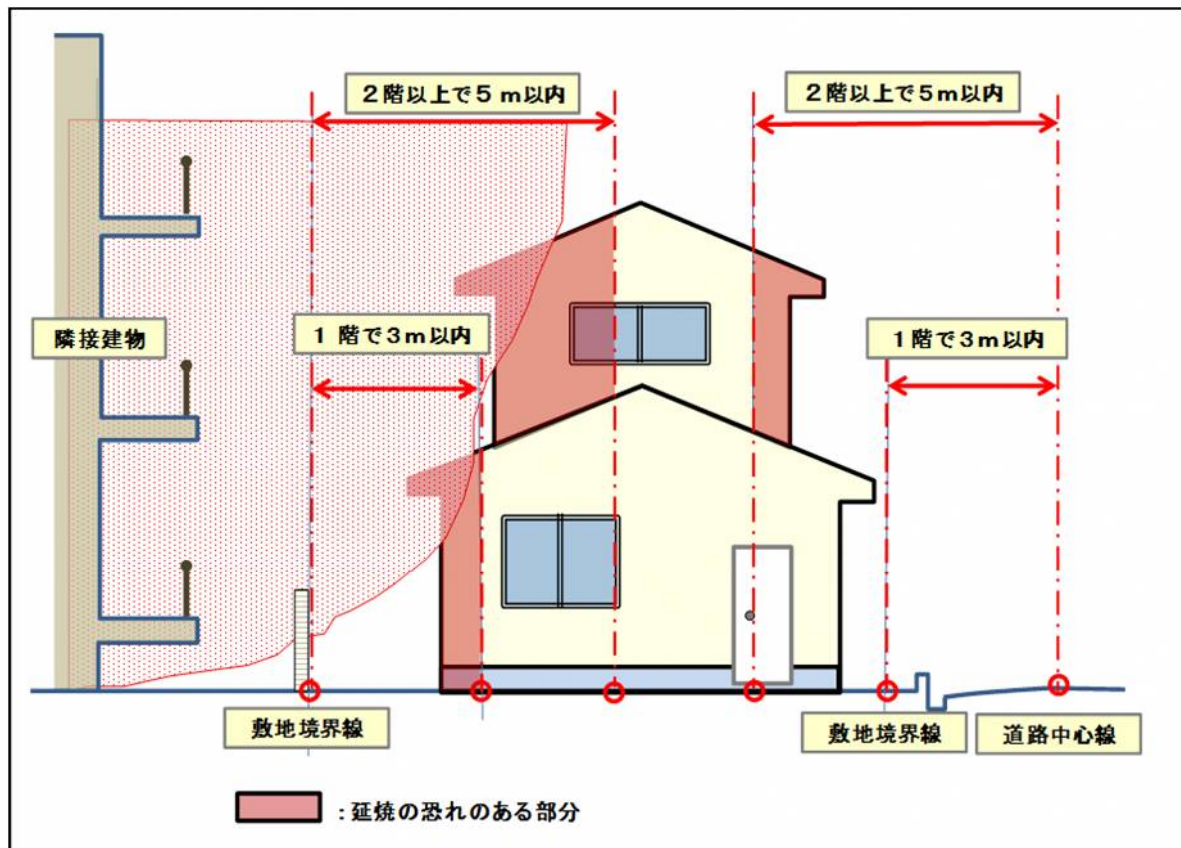 ２階以上で５ｍ以内
２階以上で５ｍ以内
隣接建物
１階で３ｍ以内
１階で３ｍ以内
敷地境界線
敷地境界線
道路中心線
：延焼の恐れのある部分